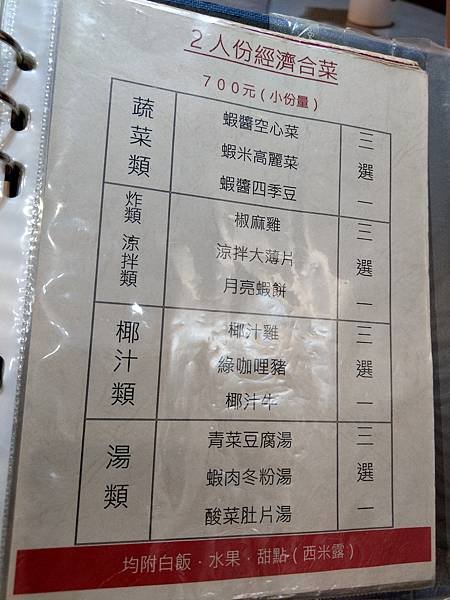 2人份經濟合菜
700元(小份量)
蔬菜類
蝦醬空心菜
蝦米高麗菜
蝦醬四季豆
三選一
炸類 涼拌類
椒麻雞
涼拌大薄片
月亮蝦餅
三選一
椰汁類
椰汁雞
綠咖哩豬
椰汁牛
三選一
湯類
青菜豆腐湯
蝦肉冬粉湯
酸菜肚片湯
三選一
均附白飯．水果．甜點(西米露)